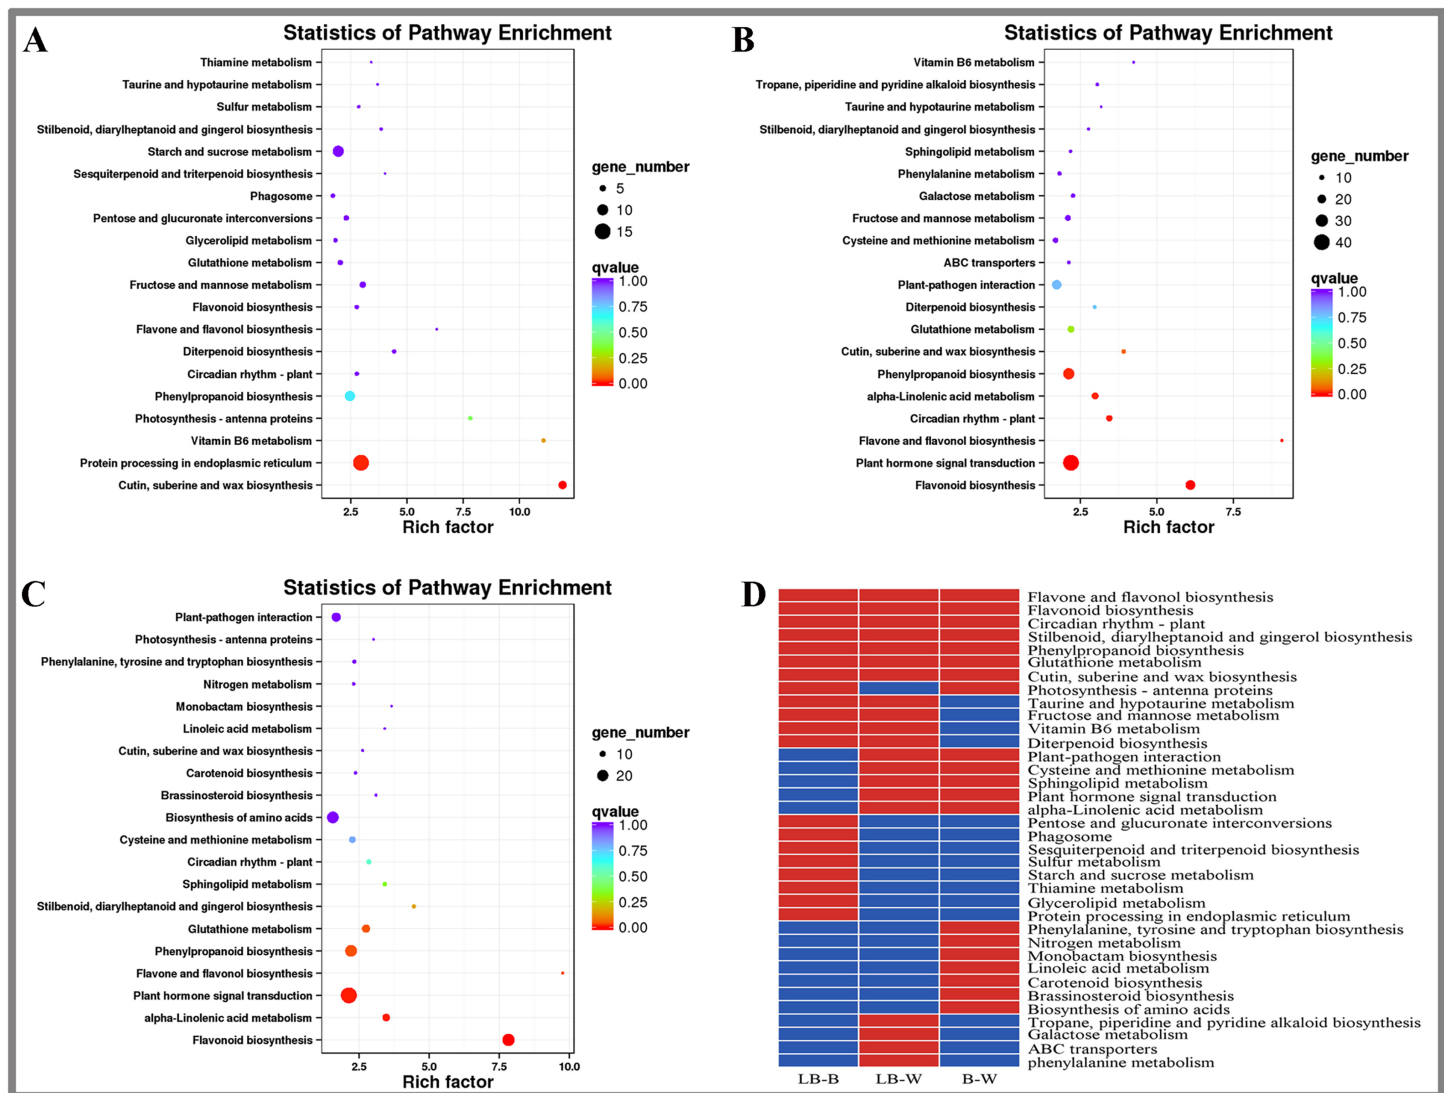 A
Statistics of Pathway Enrichment
Thiamine metabolism
Taurine and hypotaurine metabolism
Sulfur metabolism
Stilbenoid, diarylheptanoid and gingerol biosynthesis
Starch and sucrose metabolism
Sesquiterpenoid and triterpenoid biosynthesis
Phagosome
Pentose and glucuronate interconversions
Glycerolipid metabolism
Glutathione metabolism
Fructose and mannose metabolism
Flavonoid biosynthesis
Flavone and flavonol biosynthesis
Diterpenoid biosynthesis
Circadian rhythm - plant
Phenylpropanoid biosynthesis
Photosynthesis - antenna proteins
Vitamin B6 metabolism
Protein processing in endoplasmic reticulum
Cutin, suberine and wax biosynthesis
2.5 5.0 7.5 10.0
Rich factor
gene_number
5
10
15
qvalue
1.00
0.75
0.50
0.25
0.00
B
Statistics of Pathway Enrichment
Vitamin B6 metabolism
Tropane, piperidine and pyridine alkaloid biosynthesis
Taurine and hypotaurine metabolism
Stilbenoid, diarylheptanoid and gingerol biosynthesis
Sphingolipid metabolism
Phenylalanine metabolism
Galactose metabolism
Fructose and mannose metabolism
Cysteine and methionine metabolism
ABC transporters
Plant-pathogen interaction
Diterpenoid biosynthesis
Glutathione metabolism
Cutin, suberine and wax biosynthesis
Phenylpropanoid biosynthesis
alpha-Linolenic acid metabolism
Circadian rhythm - plant
Flavone and flavonol biosynthesis
Plant hormone signal transduction
Flavonoid biosynthesis
2.5 5.0 7.5
Rich factor
gene_number
10
20
30
40
qvalue
1.00
0.75
0.50
0.25
0.00
C
Statistics of Pathway Enrichment
Plant-pathogen interaction
Photosynthesis - antenna proteins
Phenylalanine, tyrosine and tryptophan biosynthesis
Nitrogen metabolism
Monobactam biosynthesis
Linoleic acid metabolism
Cutin, suberine and wax biosynthesis
Carotenoid biosynthesis
Brassinosteroid biosynthesis
Biosynthesis of amino acids
Cysteine and methionine metabolism
Circadian rhythm - plant
Sphingolipid metabolism
Stilbenoid, diarylheptanoid and gingerol biosynthesis
Glutathione metabolism
Phenylpropanoid biosynthesis
Flavone and flavonol biosynthesis
Plant hormone signal transduction
alpha-Linolenic acid metabolism
Flavonoid biosynthesis
2.5 5.0 7.5 10.0
Rich factor
gene_number
10
20
qvalue
1.00
0.75
0.50
0.25
0.00
D
Flavone and flavonol biosynthesis
Flavonoid biosynthesis
Circadian rhythm - plant
Stilbenoid, diarylheptanoid and gingerol biosynthesis
Phenylpropanoid biosynthesis
Glutathione metabolism
Cutin, suberine and wax biosynthesis
Photosynthesis - antenna proteins
Taurine and hypotaurine metabolism
Fructose and mannose metabolism
Vitamin B6 metabolism
Diterpenoid biosynthesis
Plant-pathogen interaction
Cysteine and methionine metabolism
Sphingolipid metabolism
Plant hormone signal transduction
alpha-Linolenic acid metabolism
Pentose and glucuronate interconversions
Phagosome
Sesquiterpenoid and triterpenoid biosynthesis
Sulfur metabolism
Starch and sucrose metabolism
Thiamine metabolism
Glycerolipid metabolism
Protein processing in endoplasmic reticulum
Phenylalanine, tyrosine and tryptophan biosynthesis
Nitrogen metabolism
Monobactam biosynthesis
Linoleic acid metabolism
Carotenoid biosynthesis
Brassinosteroid biosynthesis
Biosynthesis of amino acids
Tropane, piperidine and pyridine alkaloid biosynthesis
Galactose metabolism
ABC transporters
phenylalanine metabolism
LB-B LB-W B-W